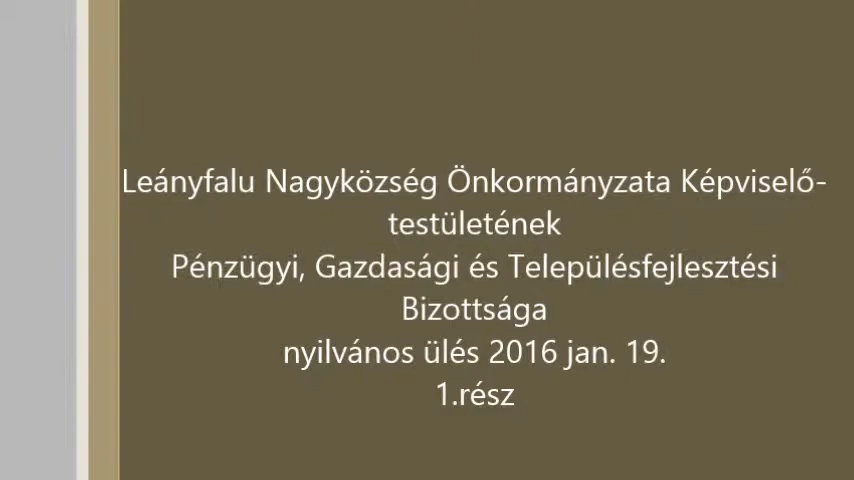 Leányfalu Nagyközség Önkormányzata Képviselő-
testületének
Pénzügyi, Gazdasági és Településfejlesztési
Bizottsága
nyilvános ülés 2016 jan. 19.
1.rész